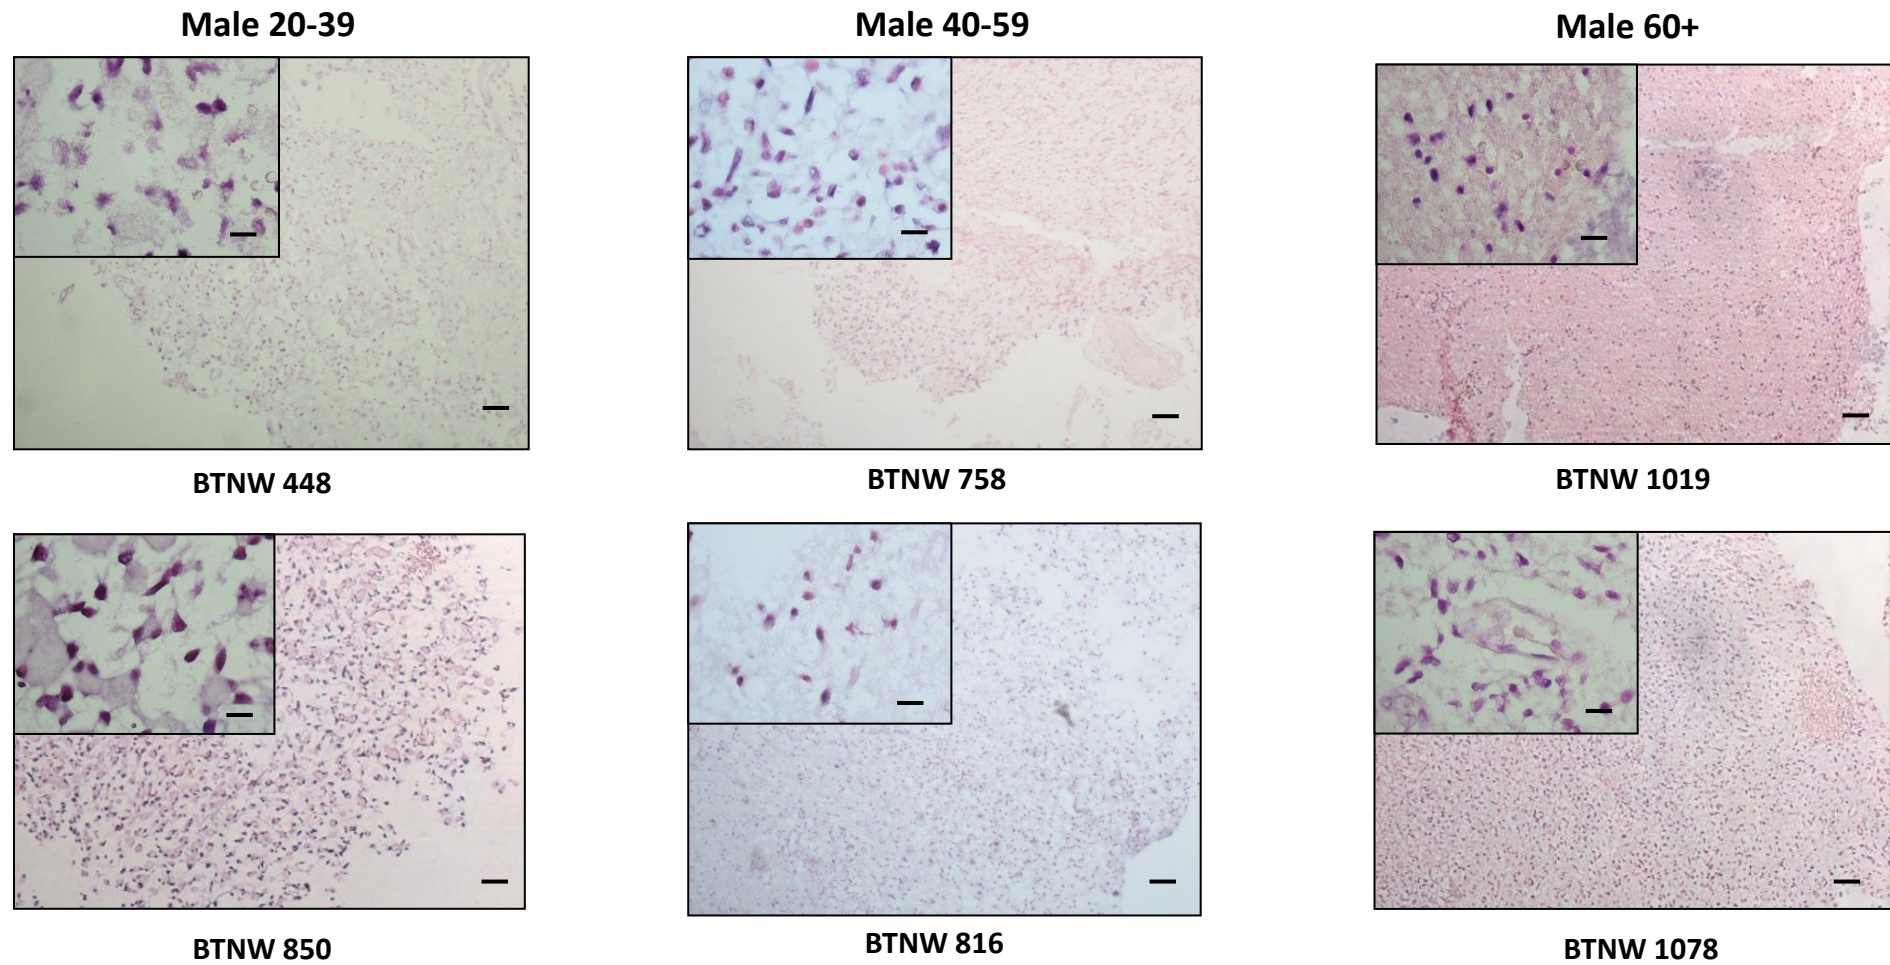 Male 20-39
Male 40-59
Male 60+
BTNW 448
BTNW 758
BTNW 1019
BTNW 850
BTNW 816
BTNW 1078